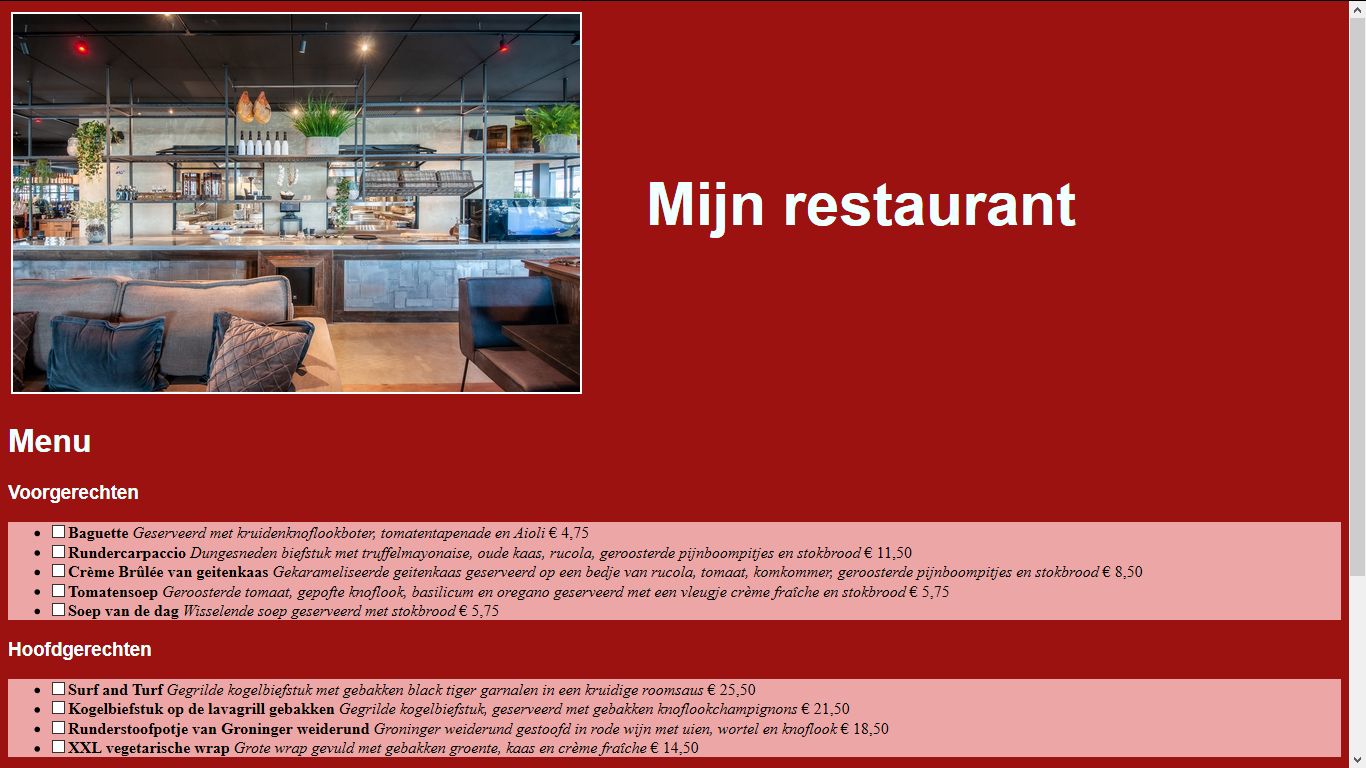 Mijn restaurant
Menu
Voorgerechten
Baguette Geserveerd met kruidenknoflookboter, tomatentapenade en Aioli € 4,75
Rundercarpaccio Dungesneden biefstuk met truffelmayonaise, oude kaas, rucola, geroosterde pijnboompitjes en stokbrood € 11,50
Crème Brûlée van geitenkaas Gekarameliseerde geitenkaas geserveerd op een bedje van rucola, tomaat, komkommer, geroosterde pijnboompitjes en stokbrood € 8,50
Tomatensoep Geroosterde tomaat, gepofte knoflook, basilicum en oregano geserveerd met een vleugje crème fraîche en stokbrood € 5,75
Soep van de dag Wisselende soep geserveerd met stokbrood € 5,75
Hoofdgerechten
Surf and Turf Gegrilde kogelbiefstuk met gebakken black tiger garnalen in een kruidige roomsaus € 25,50
Kogelbiefstuk op de lavagrill gebakken Gegrilde kogelbiefstuk, geserveerd met gebakken knoflookchampignons € 21,50
Runderstoofpotje van Groninger weiderund Groninger weiderund gestoofd in rode wijn met uien, wortel en knoflook € 18,50
XXL vegetarische wrap Grote wrap gevuld met gebakken groente, kaas en crème fraîche € 14,50